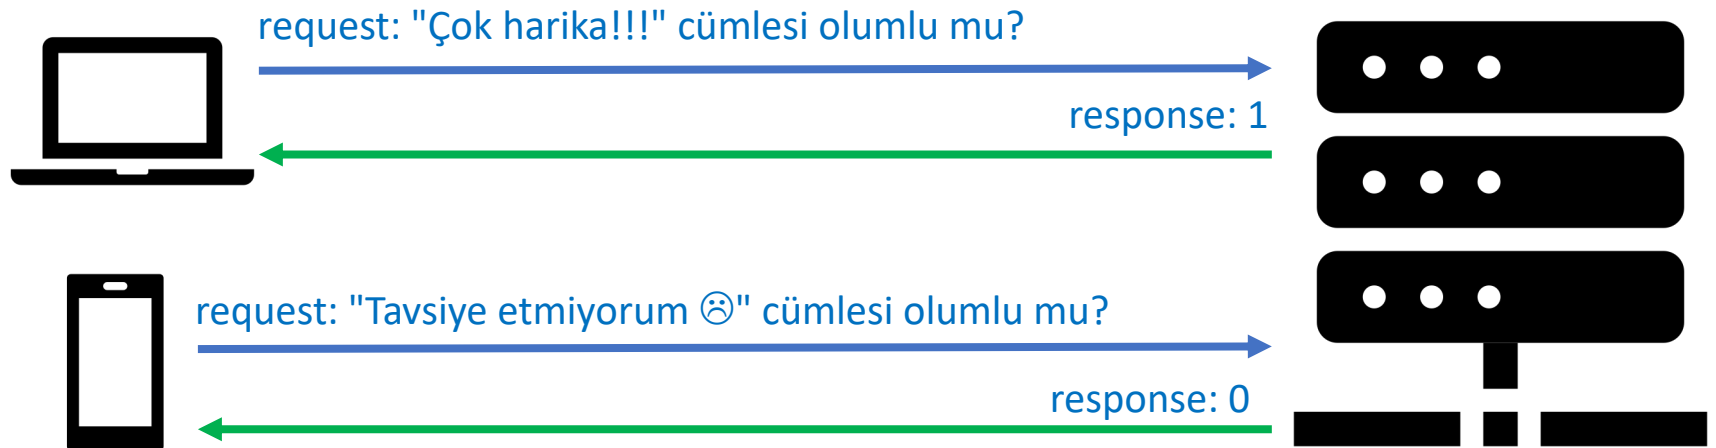 request: "Çok harika!!!" cümlesi olumlu mu?
response: 1
request: "Tavsiye etmiyorum ☹" cümlesi olumlu mu?
response: 0